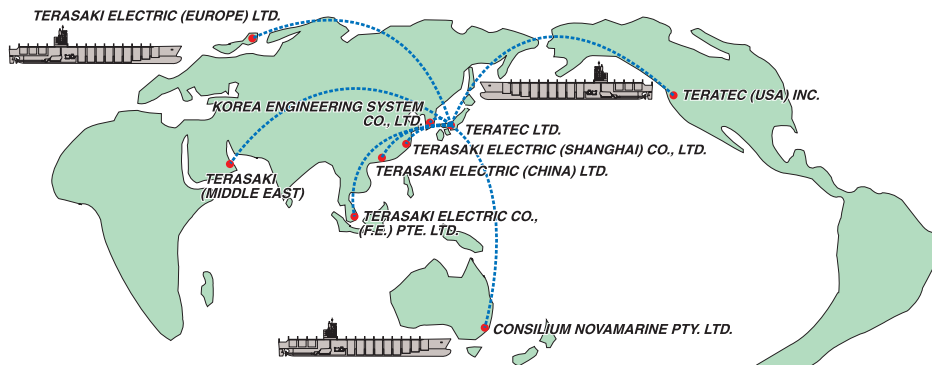 TERASAKI ELECTRIC (EUROPE) LTD.
TERATEC (USA) INC.
KOREA ENGINEERING SYSTEM
CO., LTD.
TERATEC LTD.
TERASAKI ELECTRIC (SHANGHAI) CO., LTD.
TERASAKI ELECTRIC (CHINA) LTD.
TERASAKI
(MIDDLE EAST)
TERASAKI ELECTRIC CO.,
(F.E.) PTE. LTD.
CONSILIUM NOVAMARINE PTY. LTD.